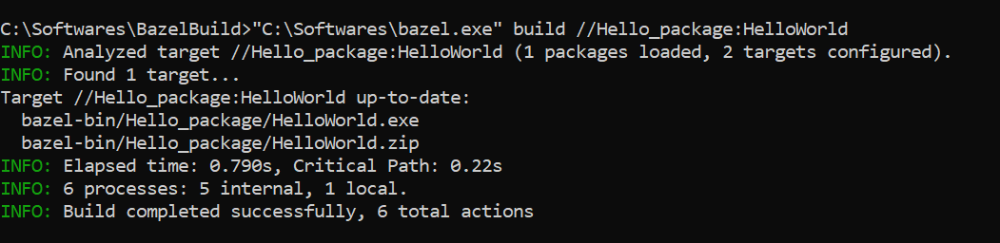 C:\Softwares\BazelBuild>"C:\Softwares\bazel.exe" build //Hello_package:HelloWorld
INFO: Analyzed target //Hello_package:HelloWorld (1 packages loaded, 2 targets configured).
INFO: Found 1 target...
Target //Hello_package:HelloWorld up-to-date:
  bazel-bin/Hello_package/HelloWorld.exe
  bazel-bin/Hello_package/HelloWorld.zip
INFO: Elapsed time: 0.790s, Critical Path: 0.22s
INFO: 6 processes: 5 internal, 1 local.
INFO: Build completed successfully, 6 total actions